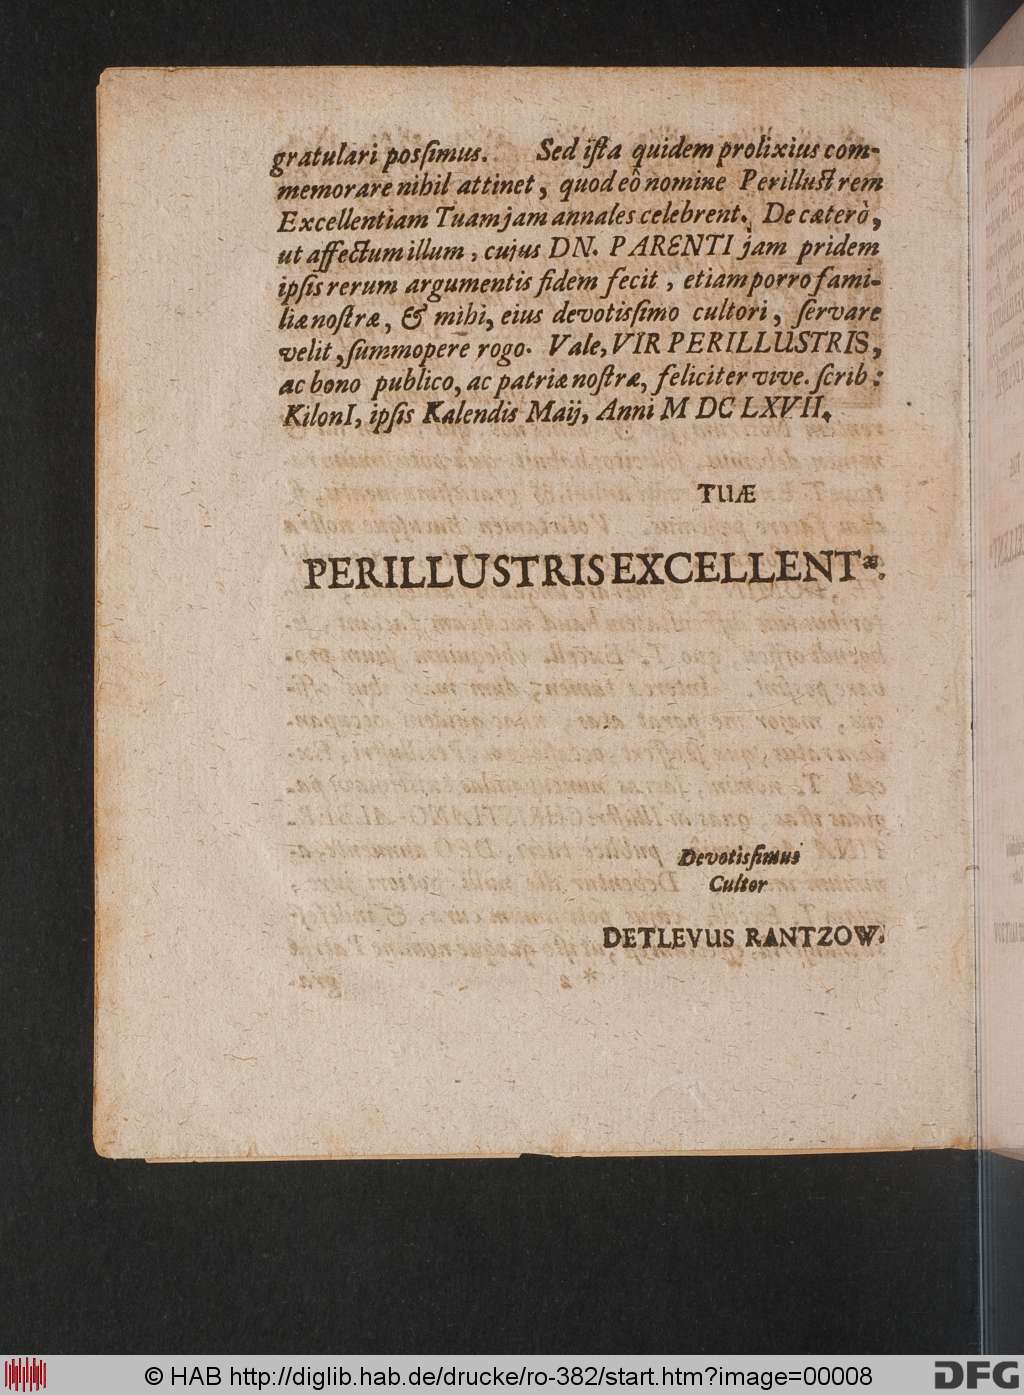 gratulari possimus. Sed ista quidem prolixius com-
memorare nihil attinet, quod eò nomine Perillustrem
Excellentiam Tuam jam annales celebrent. De cæterò,
ut affectum illum, cujus DN. PARENTI jam pridem
ipsis rerum argumentis fidem fecit, etiam porro fami-
liæ nostræ, & mihi, eius devotissimo cultori, servare
velit, summopere rogo. Vale, VIR PERILLUSTRIS,
ac bono publico, ac patriæ nostræ, feliciter vive. scrib:
KilonI, ipsis Kalendis Maij, Anni M DC LXVII.
TUÆ
PERILLUSTRIS EXCELLENTæ.
Devotissimus
Cultor
DETLEVUS RANTZOW.
© HAB http://diglib.hab.de/drucke/ro-382/start.htm?image=00008
DFG